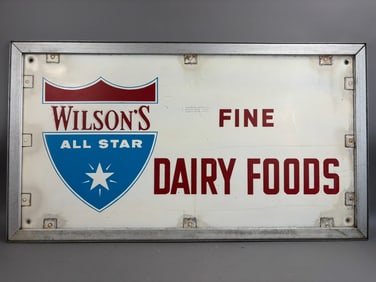 WILSON'S
ALL STAR
FINE
DAIRY FOODS